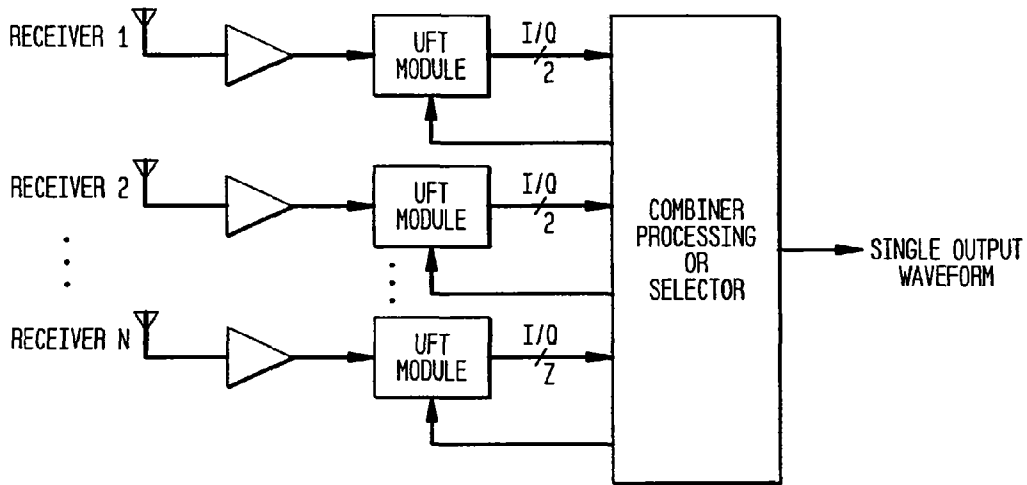 RECEIVER 1
UFT
MODULE
I/Q
2
RECEIVER 2
UFT
MODULE
I/Q
2
COMBINER
PROCESSING
OR
SELECTOR
SINGLE OUTPUT
WAVEFORM
RECEIVER N
UFT
MODULE
I/Q
Z